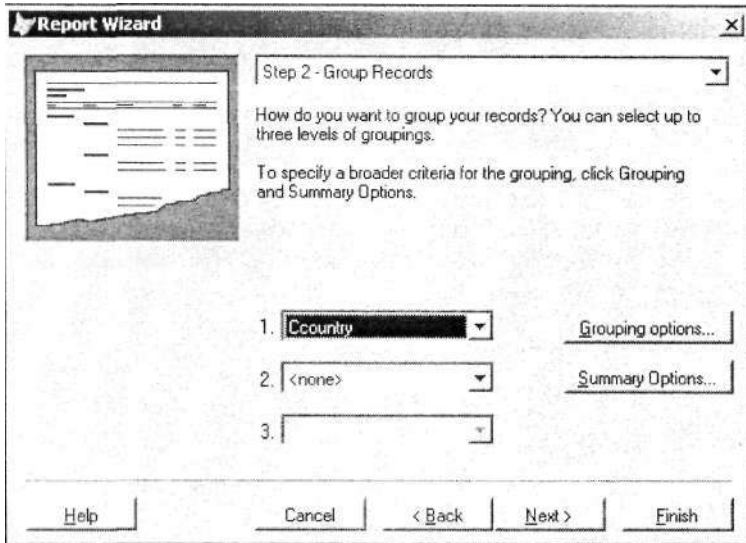 Report Wizard
Step 2 - Group Records
How do you want to group your records? You can select up to
three levels of groupings.
To specify a broader criteria for the grouping, click Grouping
and Summary Options.
1. Ccountry Grouping options...
2. <none> Summary Options...
3.
Help Cancel < Back Next > Finish